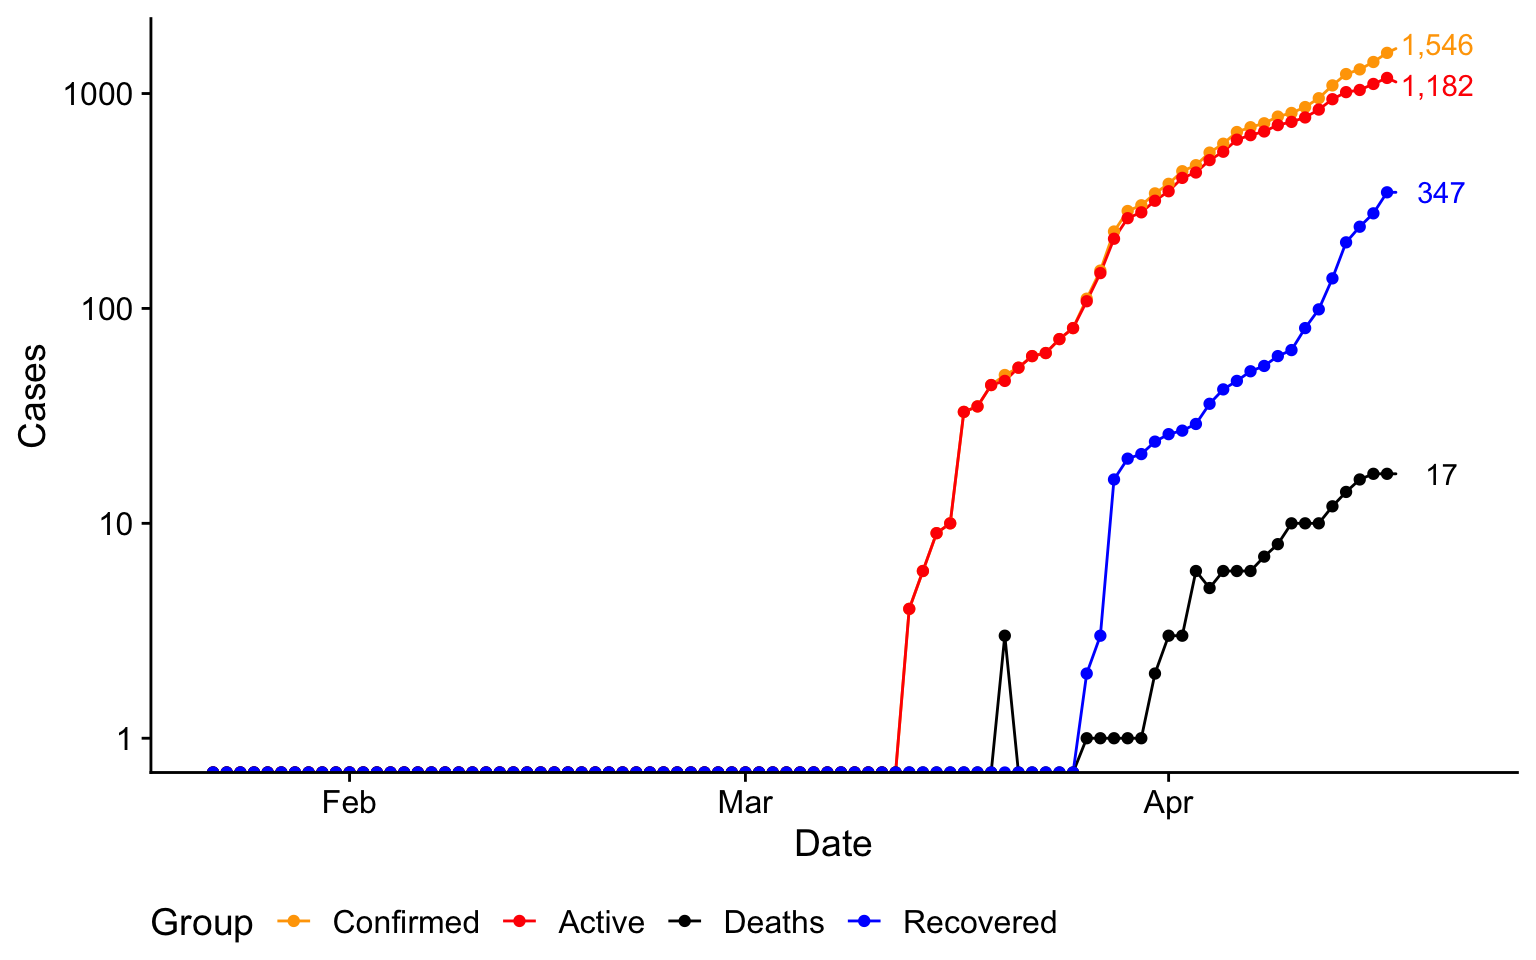 1,546
1000
1,182
347
100
Cases
17
10
1
Feb Mar Apr
Date
Group Confirmed Active Deaths Recovered